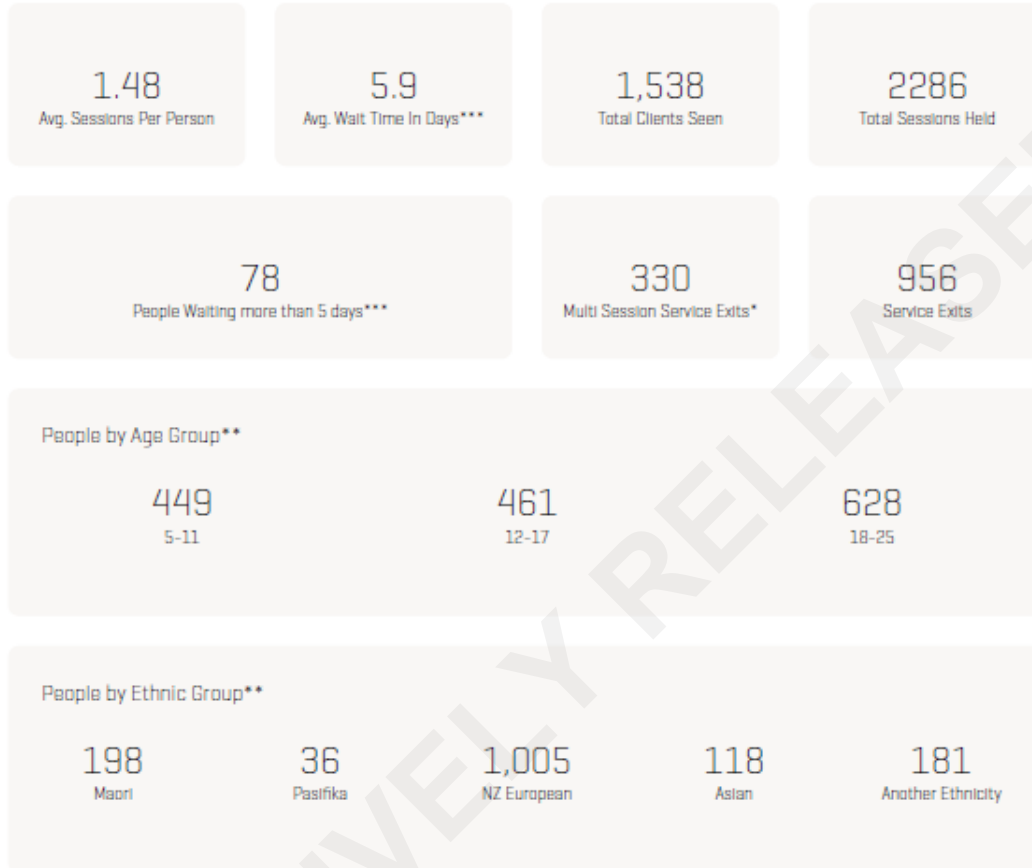 1.48 5.9 1,538 2286
Avg. Sessions Per Person Avg. Wait Time In Days*** Total Clients Seen Total Sessions Held
78 330 956
People Waiting more than 5 days*** Multi Session Service Exits* Service Exits
People by Age Group**
449 461 628
5-11 12-17 18-25
People by Ethnic Group**
198 36 1,005 118 181
Maori Pasifika NZ European Asian Another Ethnicity